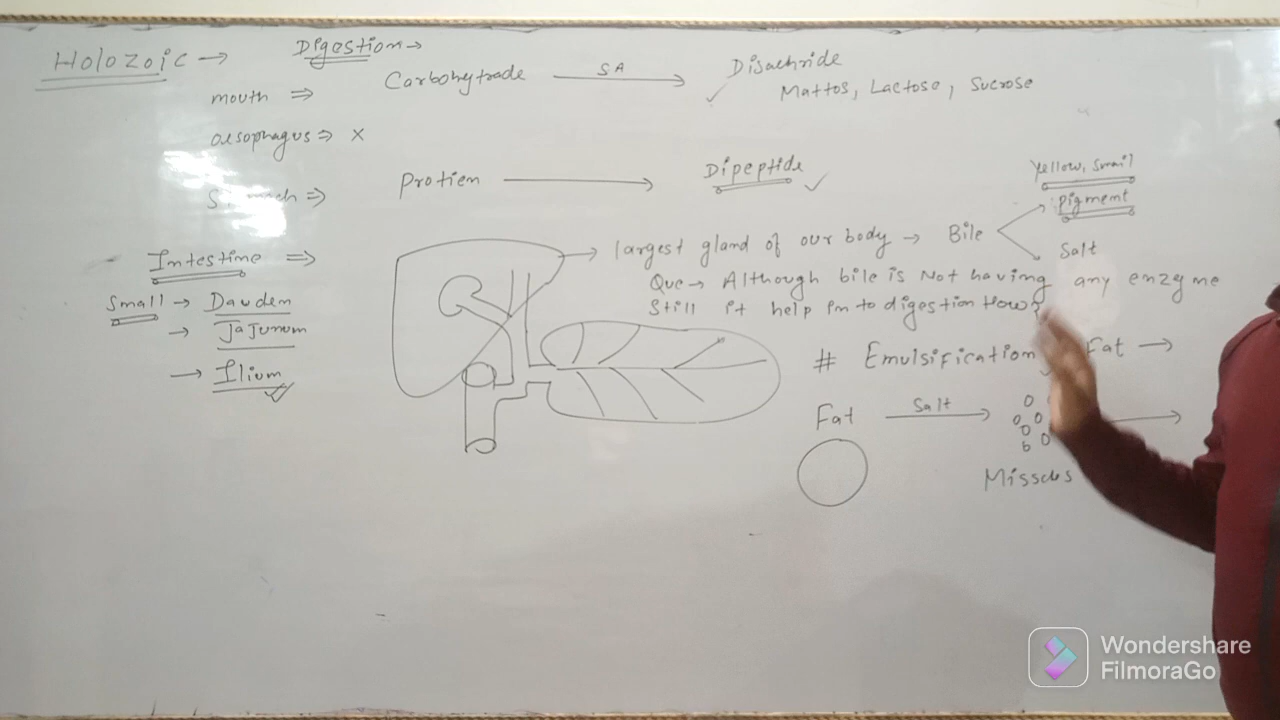 Holozoic → Digestion →
Carbohytrade SA → Disachride
mouth ⇒ Mattos, Lactose, Sucrose
oesophagus ⇒ x
Protien → Dipeptide
Yellow, Smail
pigment
Intestine ⇒
largest gland of our body → Bile
Salt
Que → Although bile is Not having any enzyme
Still it help in to digestion How?
Small → Dauden
→ JaJunum
→ Ilium
# Emulsification Fat →
Fat Salt →
Missels
Wondershare
FilmoraGo